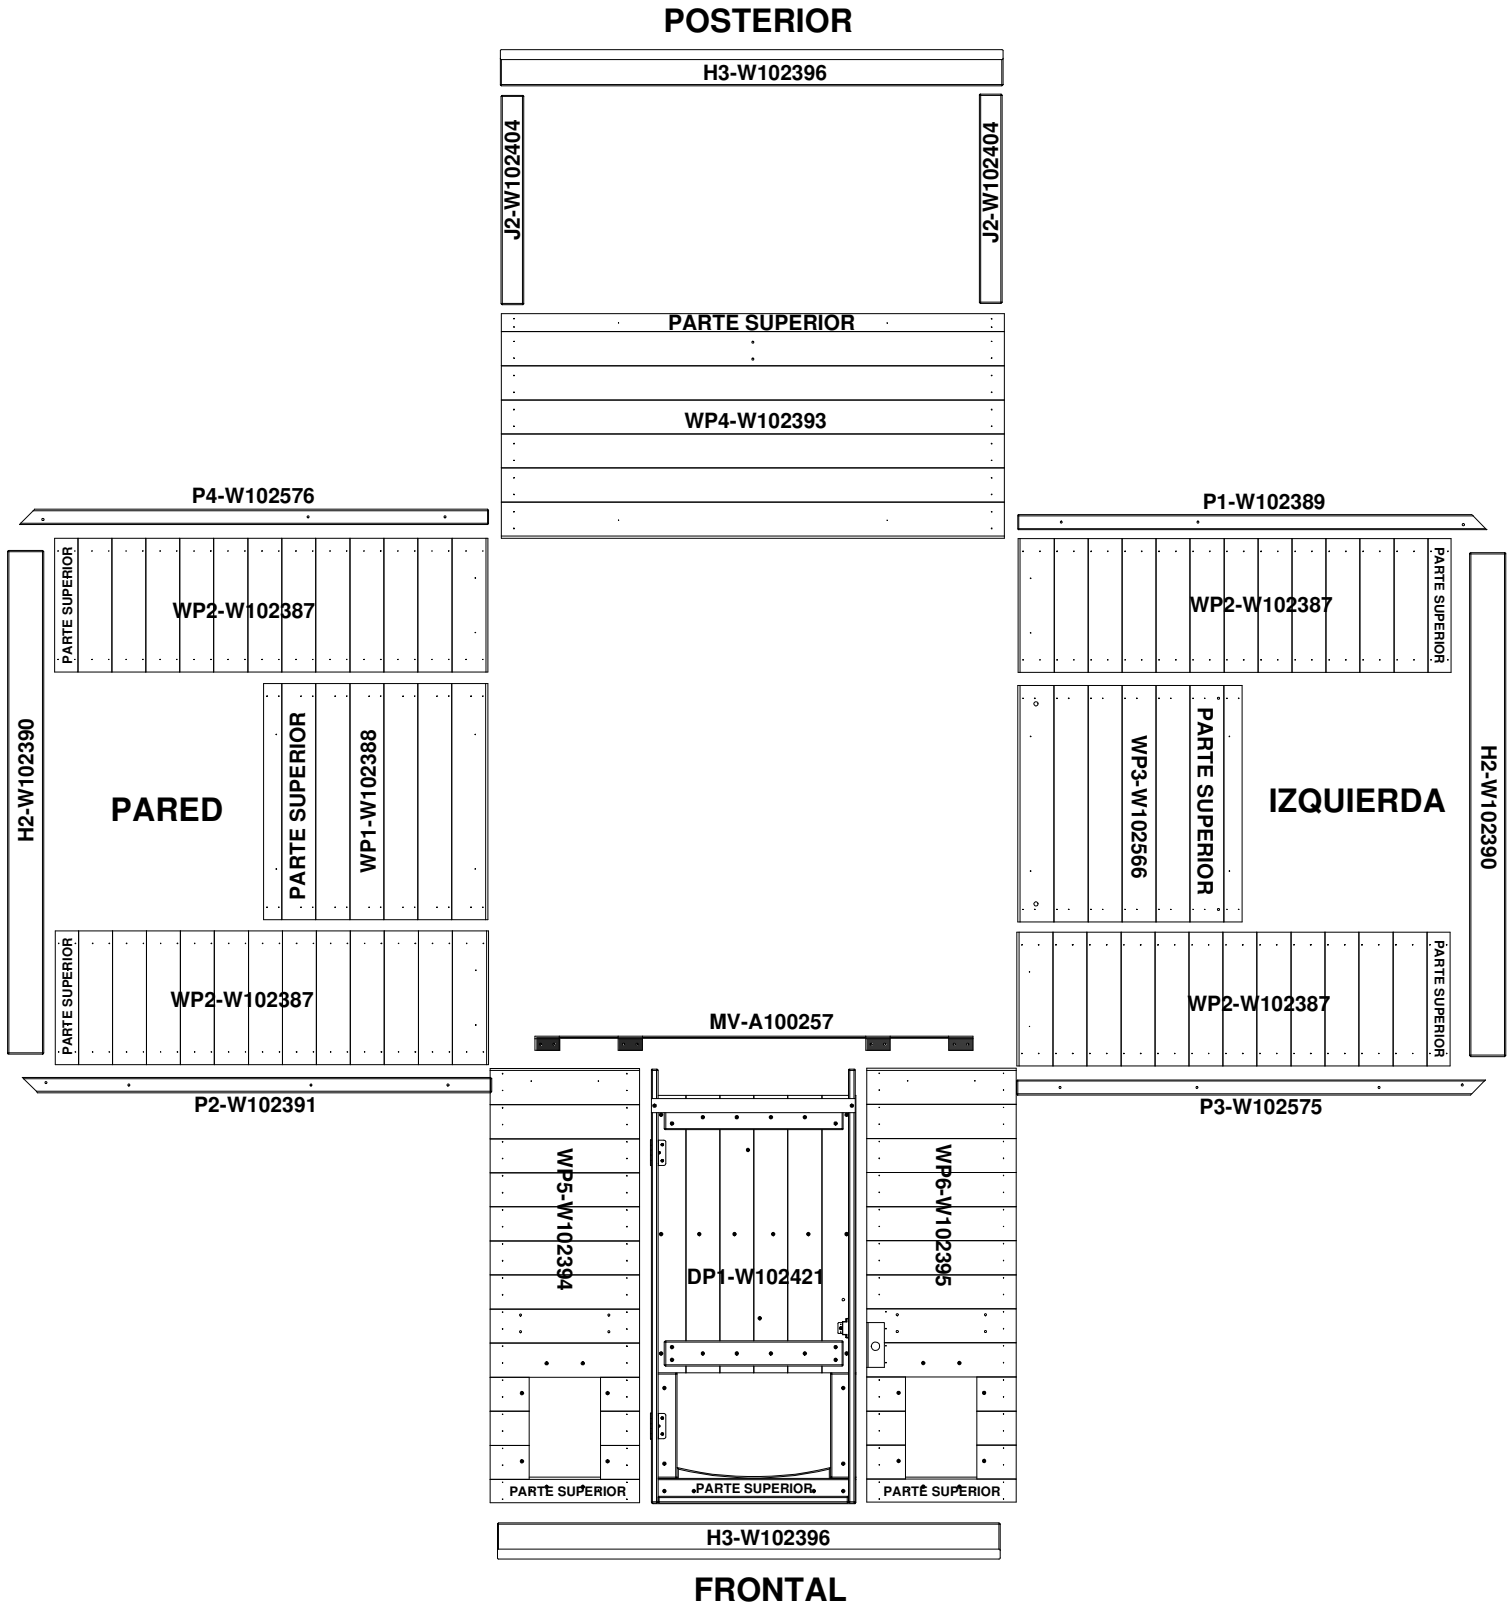 POSTERIOR
H3-W102396
J2-W102404
J2-W102404
PARTE SUPERIOR
WP4-W102393
P4-W102576
P1-W102389
PARTE SUPERIOR
WP2-W102387
WP2-W102387
PARTE SUPERIOR
H2-W102390
PARED
PARTE SUPERIOR
WP1-W102388
WP3-W102566
PARTE SUPERIOR
IZQUIERDA
H2-W102390
PARTE SUPERIOR
WP2-W102387
MV-A100257
WP2-W102387
PARTE SUPERIOR
P2-W102391
P3-W102575
WP5-W102394
DP1-W102421
WP6-W102395
PARTE SUPERIOR
PARTE SUPERIOR
PARTE SUPERIOR
H3-W102396
FRONTAL